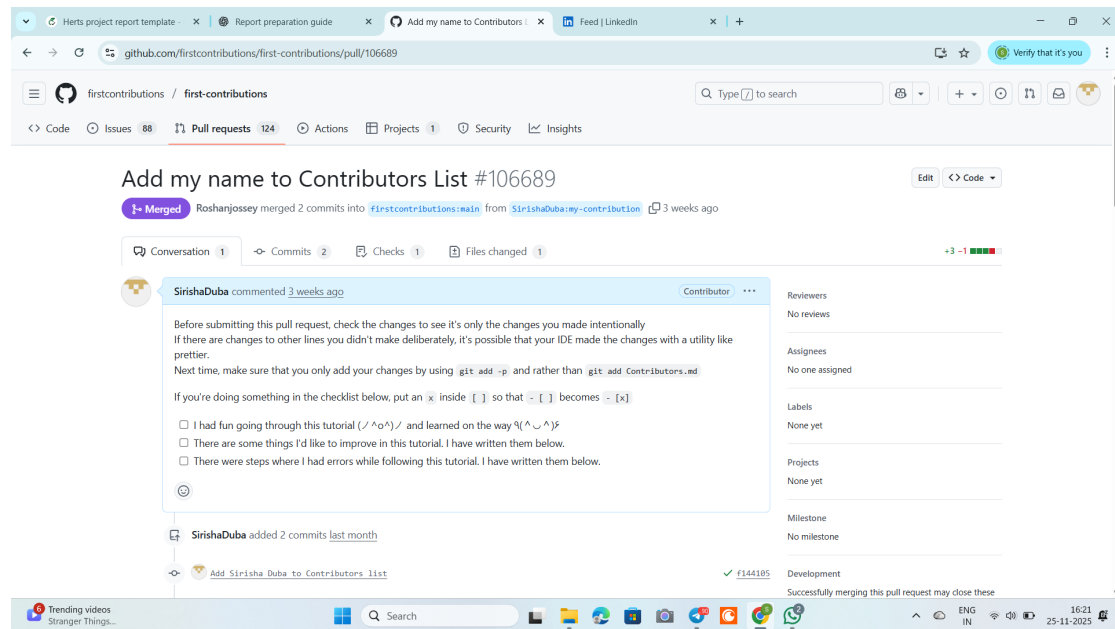 Herts project report template -
Report preparation guide
Add my name to Contributors L
Feed | LinkedIn
github.com/firstcontributions/first-contributions/pull/106689
Verify that it's you
firstcontributions / first-contributions
Type / to search
Code
Issues 88
Pull requests 124
Actions
Projects 1
Security
Insights
Add my name to Contributors List #106689
Edit
Code
Merged Roshanjossey merged 2 commits into firstcontributions:main from SirishaDuba:my-contribution 3 weeks ago
Conversation 1
Commits 2
Checks 1
Files changed 1
+3 −1
SirishaDuba commented 3 weeks ago
Contributor
Before submitting this pull request, check the changes to see it's only the changes you made intentionally
If there are changes to other lines you didn't make deliberately, it's possible that your IDE made the changes with a utility like
prettier.
Next time, make sure that you only add your changes by using git add -p and rather than git add Contributors.md
If you're doing something in the checklist below, put an x inside [ ] so that - [ ] becomes - [x]
I had fun going through this tutorial (ノ^o^)ノ and learned on the way ٩(^ᴗ^)۶
There are some things I'd like to improve in this tutorial. I have written them below.
There were steps where I had errors while following this tutorial. I have written them below.
SirishaDuba added 2 commits last month
Add Sirisha Duba to Contributors list
f144105
Reviewers
No reviews
Assignees
No one assigned
Labels
None yet
Projects
None yet
Milestone
No milestone
Development
Successfully merging this pull request may close these
6
Trending videos
Stranger Things...
Search
90
6
2
ENG
IN
16:21
25-11-2025